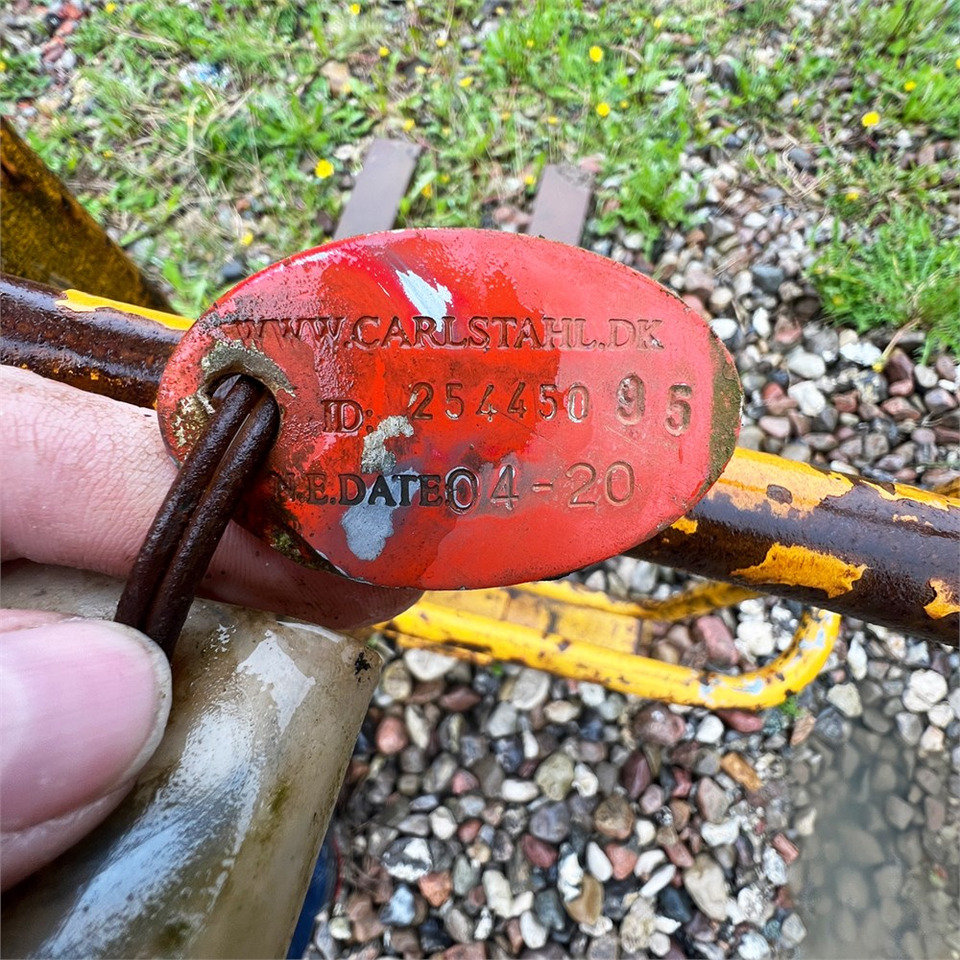 WWW.CARLSTAHL.DK
ID: 25445095
N.E.DATE: 04-20